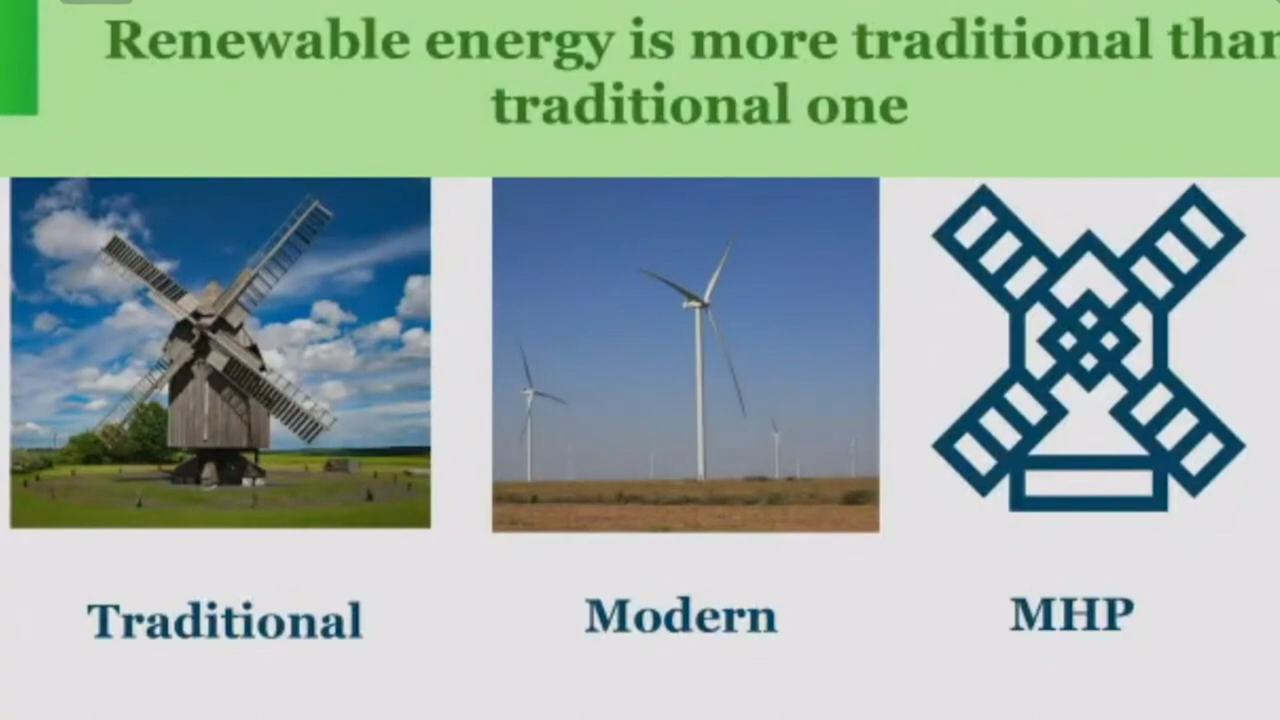 Renewable energy is more traditional than
traditional one
Traditional
Modern
MHP